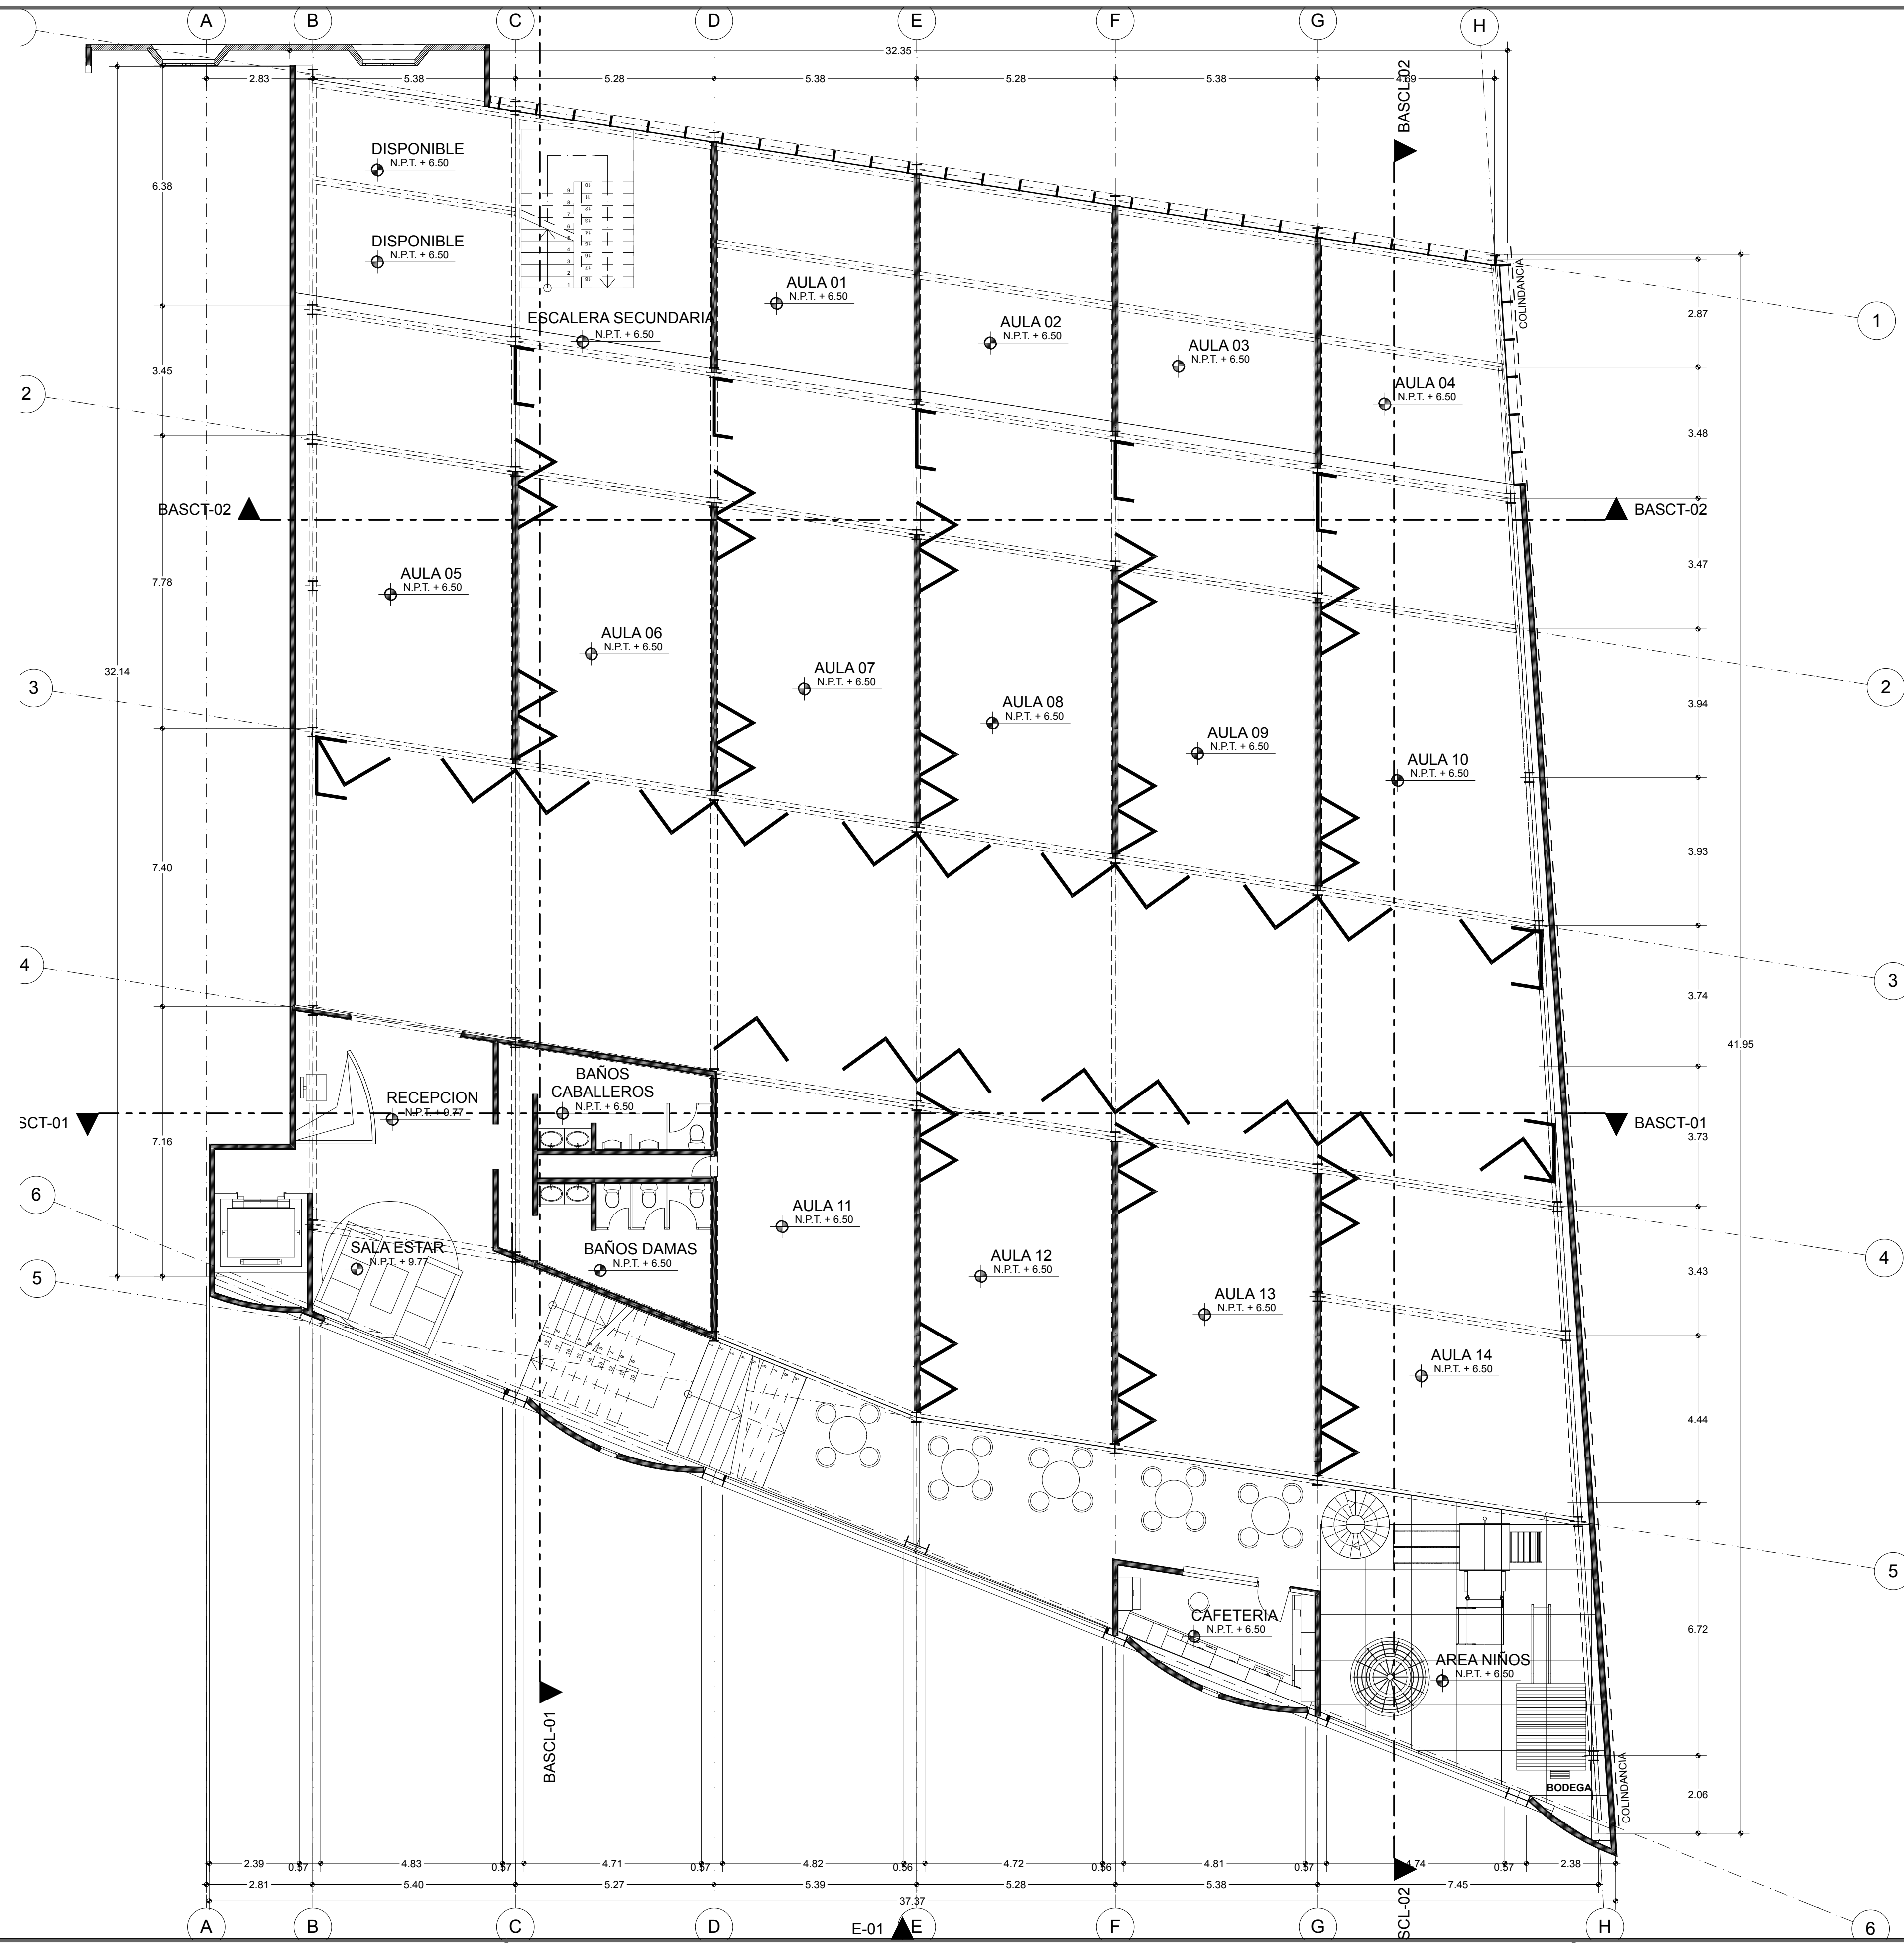 A B C D E F G H
32.35
2.83 5.38 5.28 5.38 5.28 5.38 4.69
BASCL-02
DISPONIBLE
N.P.T. + 6.50
6.38
DISPONIBLE
N.P.T. + 6.50
COLINDANCIA
AULA 01
N.P.T. + 6.50
ESCALERA SECUNDARIA
N.P.T. + 6.50
AULA 02
N.P.T. + 6.50
2.87
1
AULA 03
N.P.T. + 6.50
3.45
AULA 04
N.P.T. + 6.50
2
3.48
BASCT-02
BASCT-02
3.47
AULA 05
N.P.T. + 6.50
7.78
AULA 06
N.P.T. + 6.50
32.14
AULA 07
N.P.T. + 6.50
3
2
AULA 08
N.P.T. + 6.50
3.94
AULA 09
N.P.T. + 6.50
AULA 10
N.P.T. + 6.50
7.40
3.93
4
3
3.74
41.95
BAÑOS
CABALLEROS
N.P.T. + 6.50
RECEPCION
N.P.T. + 9.77
SCT-01
BASCT-01
3.73
7.16
6
AULA 11
N.P.T. + 6.50
SALA ESTAR
N.P.T. + 9.77
BAÑOS DAMAS
N.P.T. + 6.50
AULA 12
N.P.T. + 6.50
4
5
3.43
AULA 13
N.P.T. + 6.50
AULA 14
N.P.T. + 6.50
4.44
5
CAFETERIA
N.P.T. + 6.50
6.72
AREA NIÑOS
N.P.T. + 6.50
BASCL-01
BODEGA
COLINDANCIA
2.06
2.39 0.57 4.83 0.57 4.71 0.57 4.82 0.56 4.72 0.56 4.81 0.57 4.74 0.57 2.38
2.81 5.40 5.27 5.39 5.28 5.38 7.45
37.37
SCL-02
E-01
A B C D E F G H
6